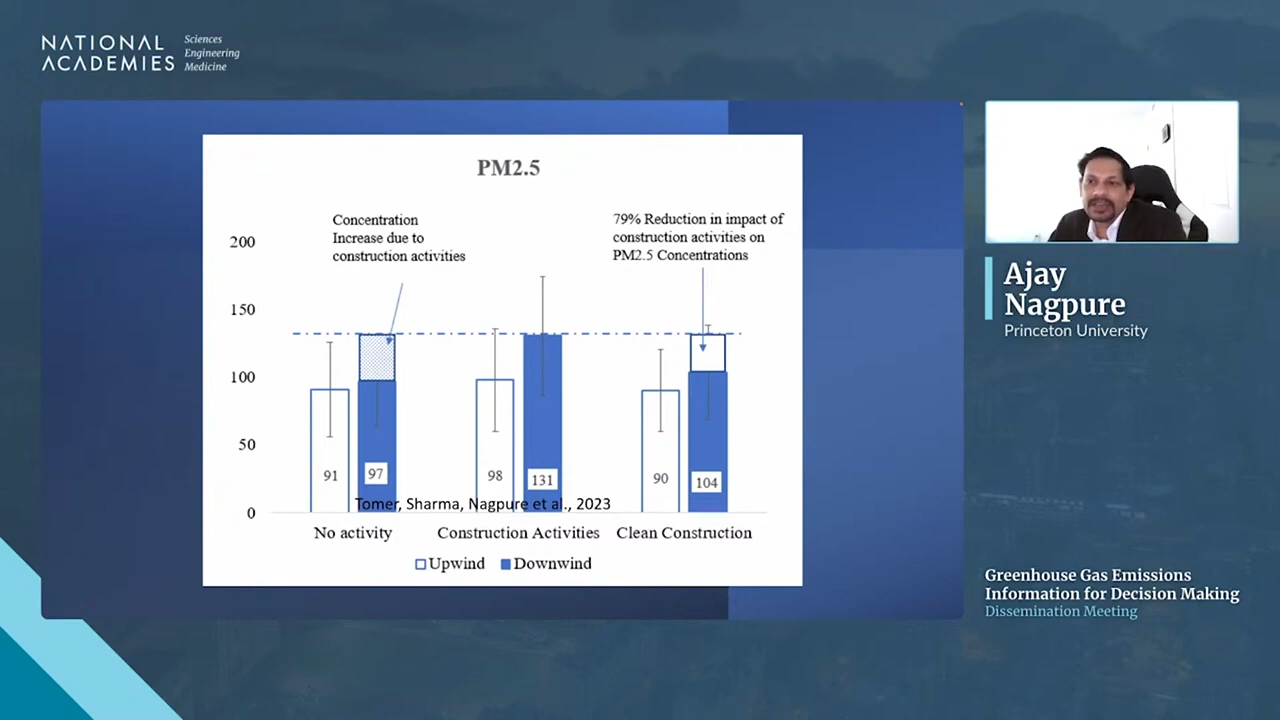 NATIONAL
ACADEMIES
Sciences
Engineering
Medicine
PM2.5
Concentration
Increase due to
construction activities
79% Reduction in impact of
construction activities on
PM2.5 Concentrations
200
150
100
50
0
91
97
98
131
90
104
Tomer, Sharma, Nagpure et al., 2023
No activity
Construction Activities
Clean Construction
Upwind
Downwind
Ajay
Nagpure
Princeton University
Greenhouse Gas Emissions
Information for Decision Making
Dissemination Meeting